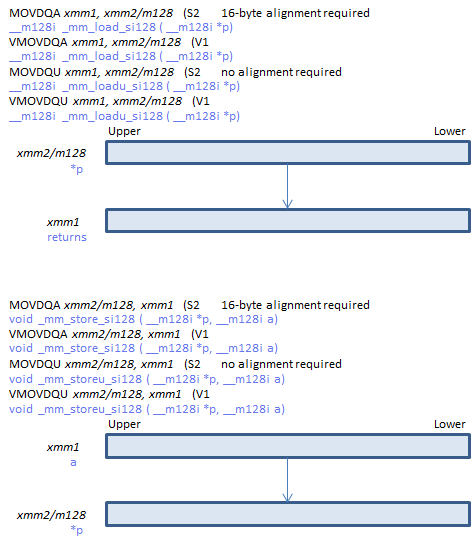 MOVDQA xmm1, xmm2/m128 (S2 16-byte alignment required
__m128i _mm_load_si128 ( __m128i *p)
VMOVDQA xmm1, xmm2/m128 (V1
__m128i _mm_load_si128 ( __m128i *p)
MOVDQU xmm1, xmm2/m128 (S2 no alignment required
__m128i _mm_loadu_si128 ( __m128i *p)
VMOVDQU xmm1, xmm2/m128 (V1
__m128i _mm_loadu_si128 ( __m128i *p)
Upper Lower
xmm2/m128
*p
xmm1
returns
MOVDQA xmm2/m128, xmm1 (S2 16-byte alignment required
void _mm_store_si128 ( __m128i *p, __m128i a)
VMOVDQA xmm2/m128, xmm1 (V1
void _mm_store_si128 ( __m128i *p, __m128i a)
MOVDQU xmm2/m128, xmm1 (S2 no alignment required
void _mm_storeu_si128 ( __m128i *p, __m128i a)
VMOVDQU xmm2/m128, xmm1 (V1
void _mm_storeu_si128 ( __m128i *p, __m128i a)
Upper Lower
xmm1
a
xmm2/m128
*p